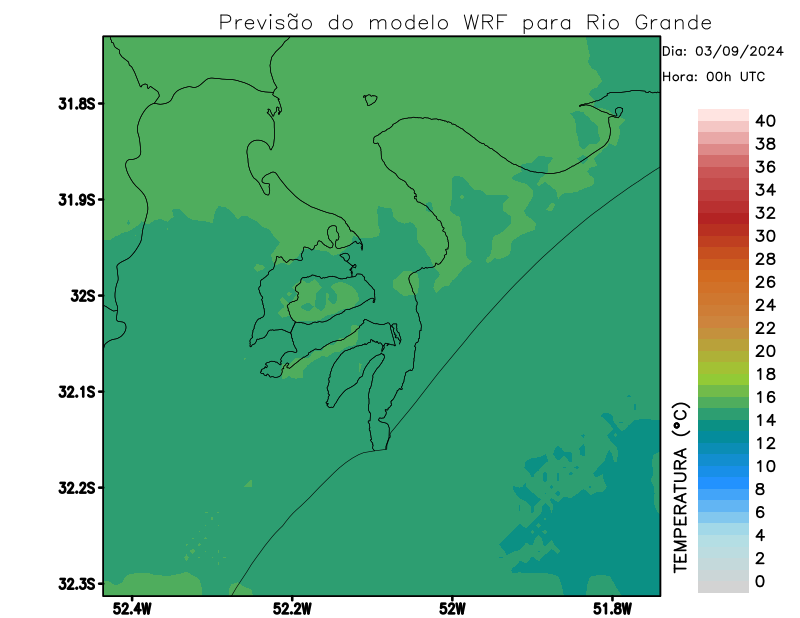 Previsão do modelo WRF para Rio Grande
Dia: 03/09/2024
Hora: 00h UTC
31.8S
31.9S
32S
32.1S
32.2S
32.3S
52.4W
52.2W
52W
51.8W
TEMPERATURA (°C)
40
38
36
34
32
30
28
26
24
22
20
18
16
14
12
10
8
6
4
2
0